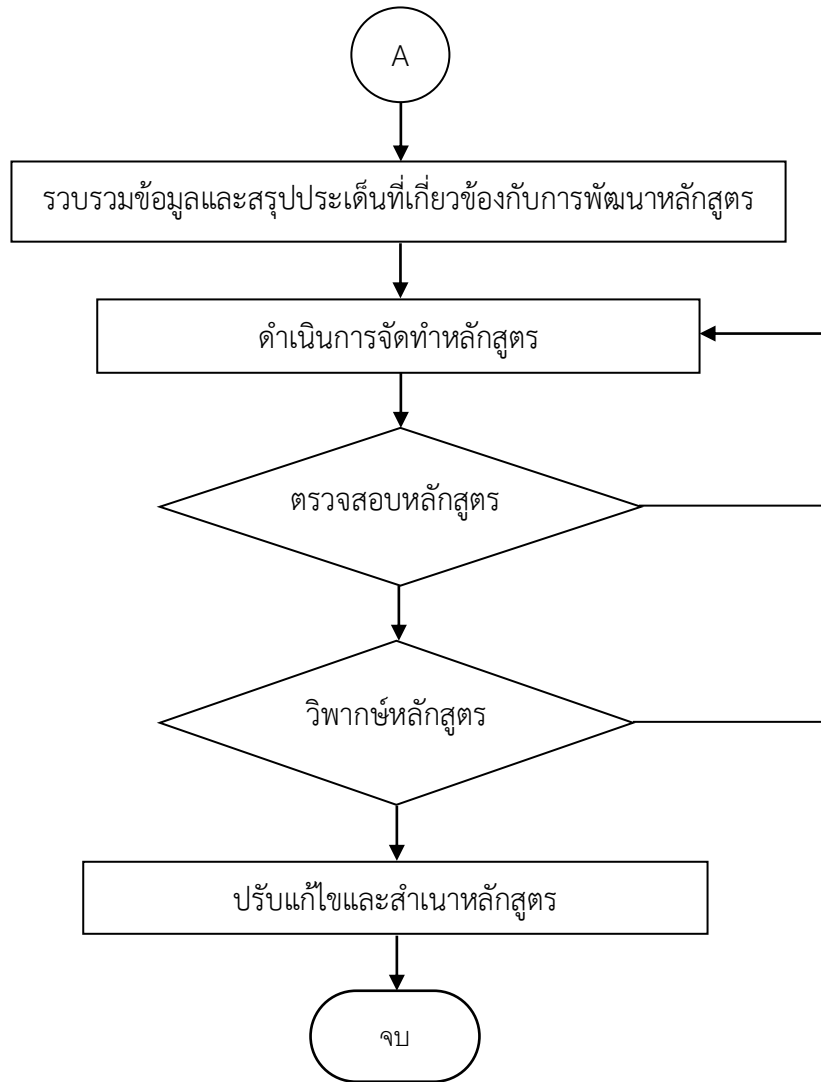 A
รวบรวมข้อมูลและสรุปประเด็นที่เกี่ยวข้องกับการพัฒนาหลักสูตร
ดำเนินการจัดทำหลักสูตร
ตรวจสอบหลักสูตร
วิพากษ์หลักสูตร
ปรับแก้ไขและสำเนาหลักสูตร
จบ